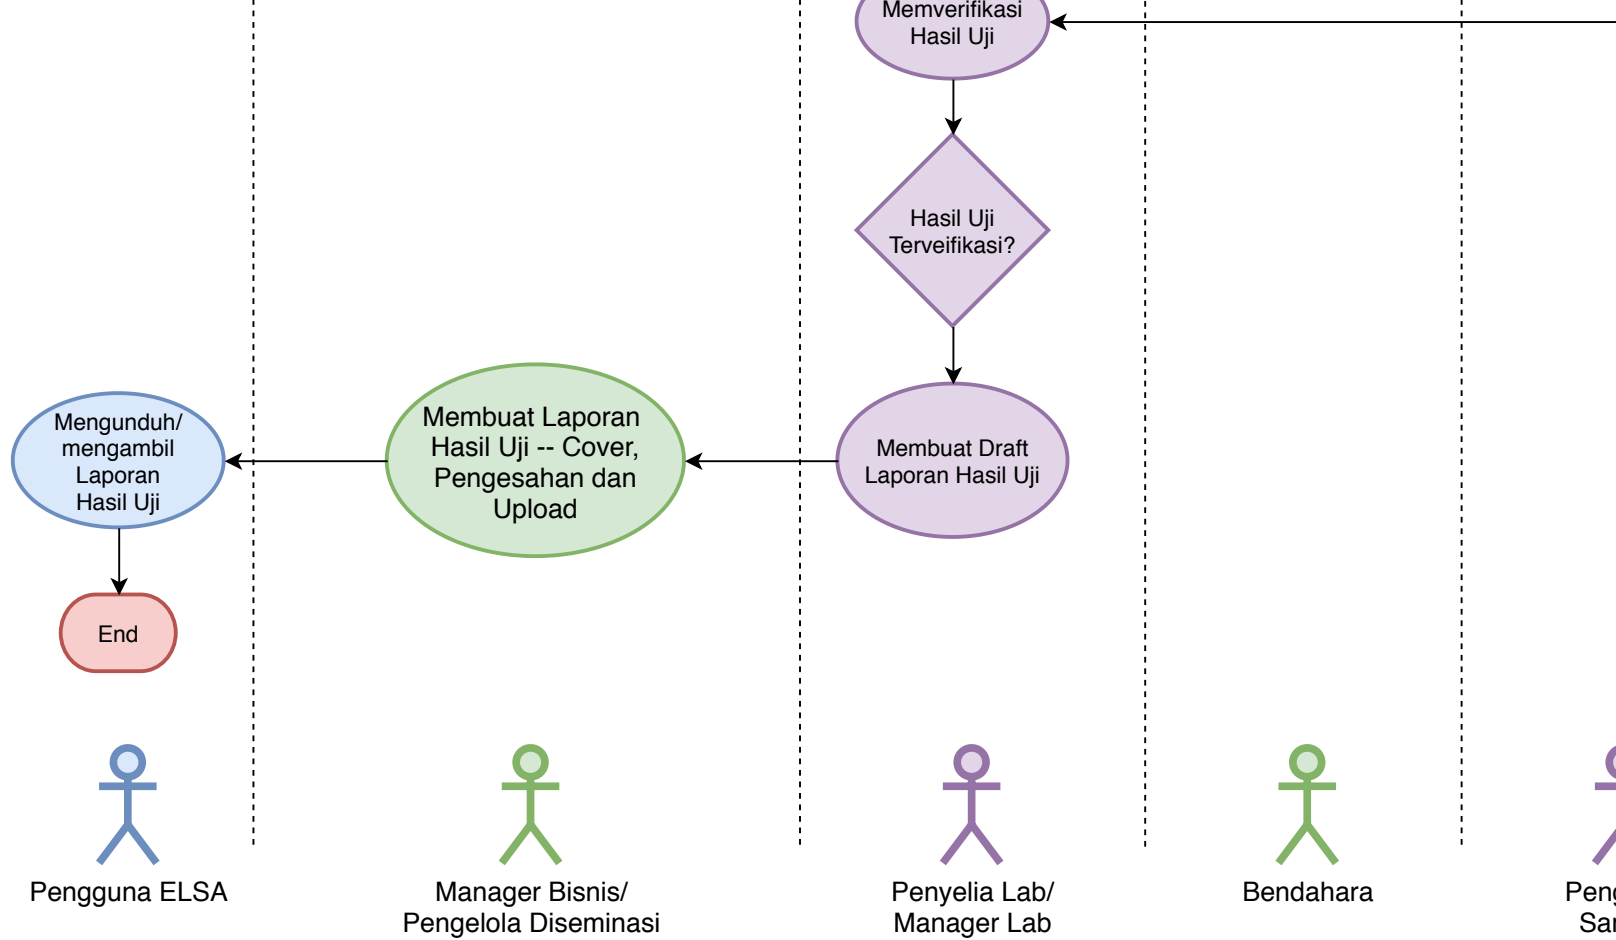 Memverifikasi
Hasil Uji
Hasil Uji
Terveifikasi?
Mengunduh/
mengambil
Laporan
Hasil Uji
Membuat Laporan
Hasil Uji -- Cover,
Pengesahan dan
Upload
Membuat Draft
Laporan Hasil Uji
End
Pengguna ELSA
Manager Bisnis/
Pengelola Diseminasi
Penyelia Lab/
Manager Lab
Bendahara